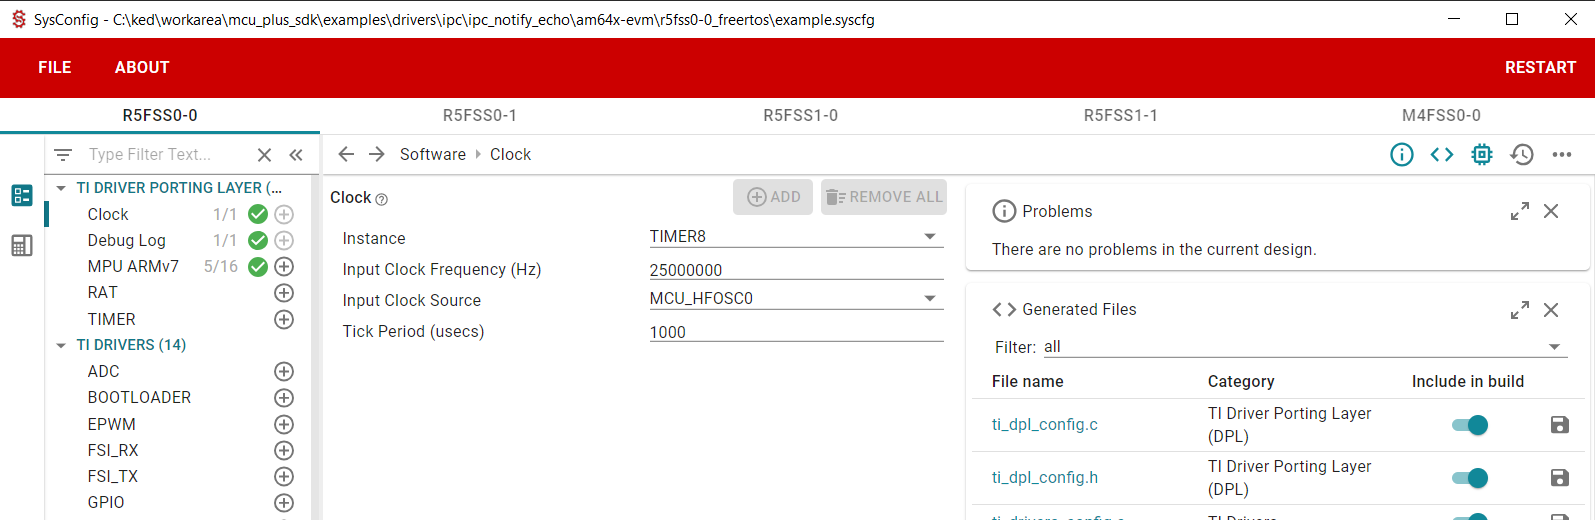 SysConfig - C:\ked\workarea\mcu_plus_sdk\examples\drivers\ipc\ipc_notify_echo\am64x-evm\r5fss0-0_freertos\example.syscfg
FILE ABOUT RESTART
R5FSS0-0 R5FSS0-1 R5FSS1-0 R5FSS1-1 M4FSS0-0
Type Filter Text...
Software Clock
TI DRIVER PORTING LAYER (...
Clock 1/1
Debug Log 1/1
MPU ARMv7 5/16
RAT
TIMER
TI DRIVERS (14)
ADC
BOOTLOADER
EPWM
FSI_RX
FSI_TX
GPIO
Clock
ADD
REMOVE ALL
Instance TIMER8
Input Clock Frequency (Hz) 25000000
Input Clock Source MCU_HFOSC0
Tick Period (usecs) 1000
Problems
There are no problems in the current design.
Generated Files
Filter: all
File name Category Include in build
ti_dpl_config.c TI Driver Porting Layer
(DPL)
ti_dpl_config.h TI Driver Porting Layer
(DPL)
ti_drivers_config.c TI Drivers